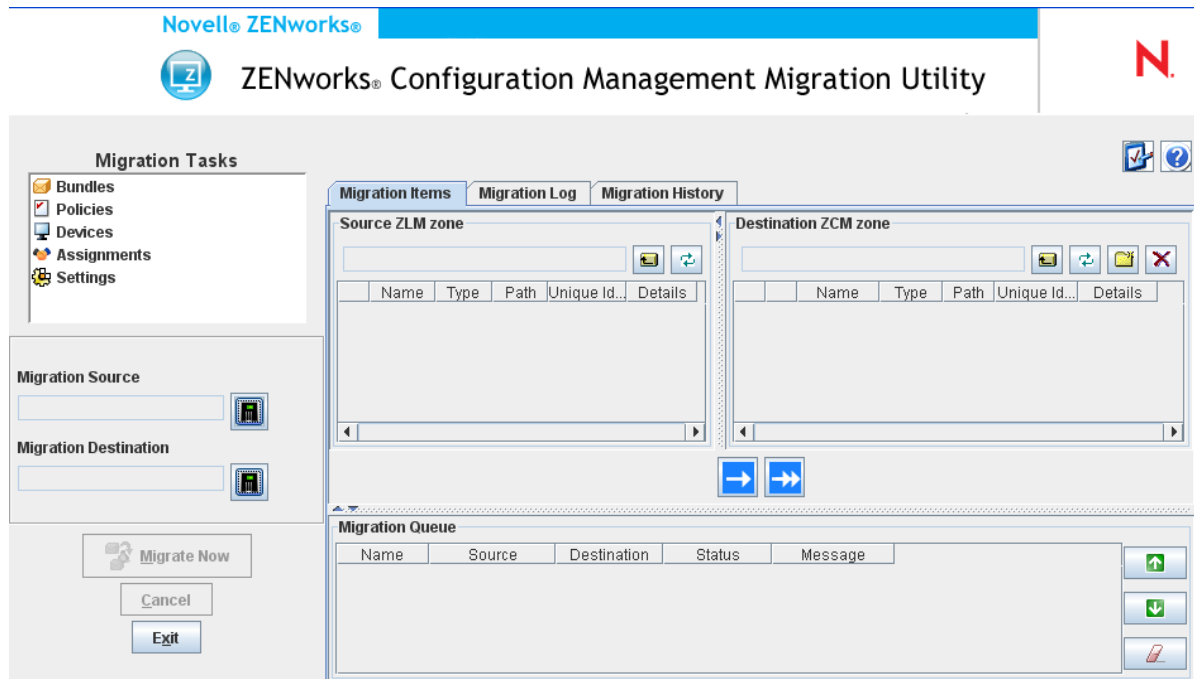 Novell® ZENworks®
ZENworks® Configuration Management Migration Utility
N.
Migration Tasks
Bundles
Policies
Devices
Assignments
Settings
Migration Source
Migration Destination
Migrate Now
Cancel
Exit
Migration Items Migration Log Migration History
Source ZLM zone
Name Type Path Unique Id... Details
Destination ZCM zone
Name Type Path Unique Id... Details
Migration Queue
Name Source Destination Status Message